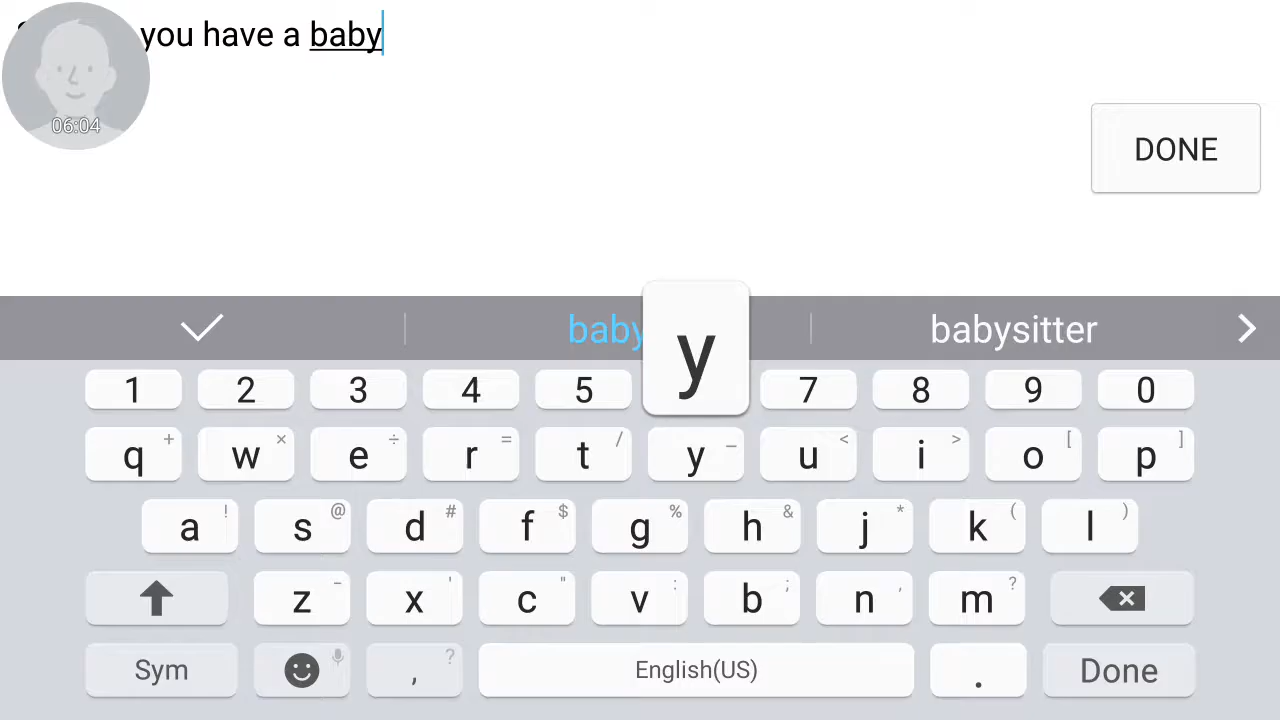 you have a baby
06:04
DONE
baby
babysitter
y
1 2 3 4 5 7 8 9 0
q + w × e ÷ r = t / y _ u < i > o [ p ]
a ! s @ d # f $ g % h & j * k ( l )
z - x ' c " v : b ; n , m ?
Sym , ? English(US) . Done